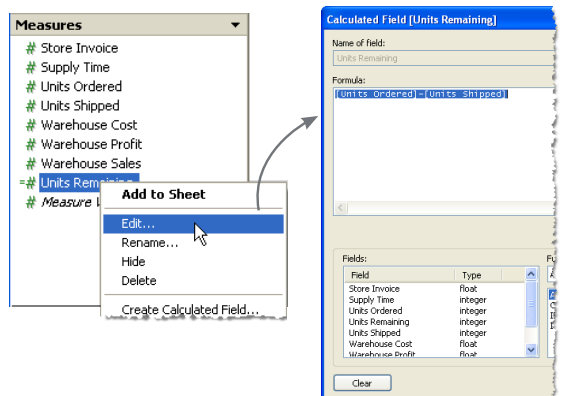 Measures
# Store Invoice
# Supply Time
# Units Ordered
# Units Shipped
# Warehouse Cost
# Warehouse Profit
# Warehouse Sales
=# Units Remaining
# Measure V
Add to Sheet
Edit...
Rename...
Hide
Delete
Create Calculated Field...
Calculated Field [Units Remaining]
Name of field:
Units Remaining
Formula:
[Units Ordered]-[Units Shipped]
Fields:
Field Type
Store Invoice float
Supply Time integer
Units Ordered integer
Units Remaining integer
Units Shipped integer
Warehouse Cost float
Warehouse Profit float
Fu
Clear